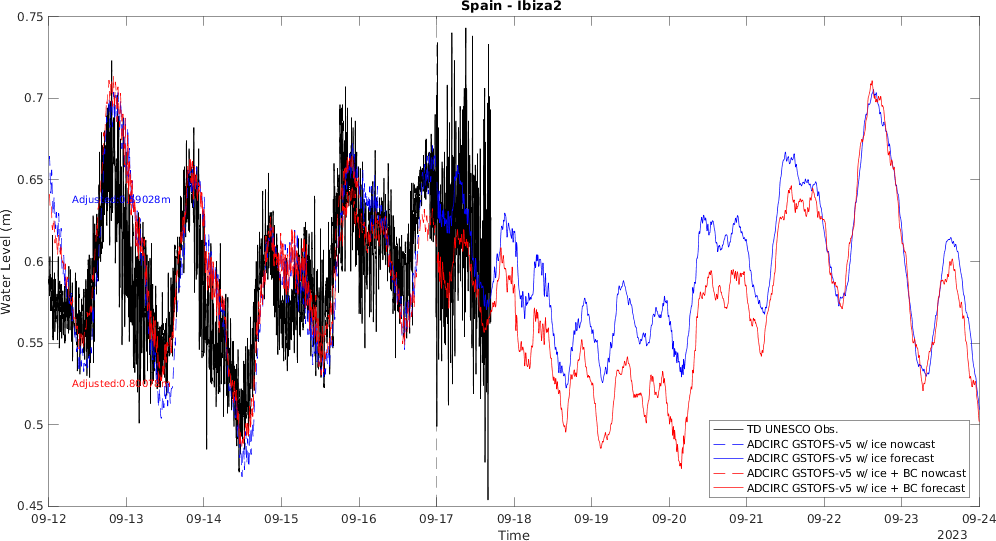 Spain - Ibiza2
0.75
0.7
0.65
0.6
0.55
0.5
0.45
Water Level (m)
09-12
09-13
09-14
09-15
09-16
09-17
09-18
09-19
09-20
09-21
09-22
09-23
09-24
Time
2023
TD UNESCO Obs.
ADCIRC GSTOFS-v5 w/ ice nowcast
ADCIRC GSTOFS-v5 w/ ice forecast
ADCIRC GSTOFS-v5 w/ ice + BC nowcast
ADCIRC GSTOFS-v5 w/ ice + BC forecast